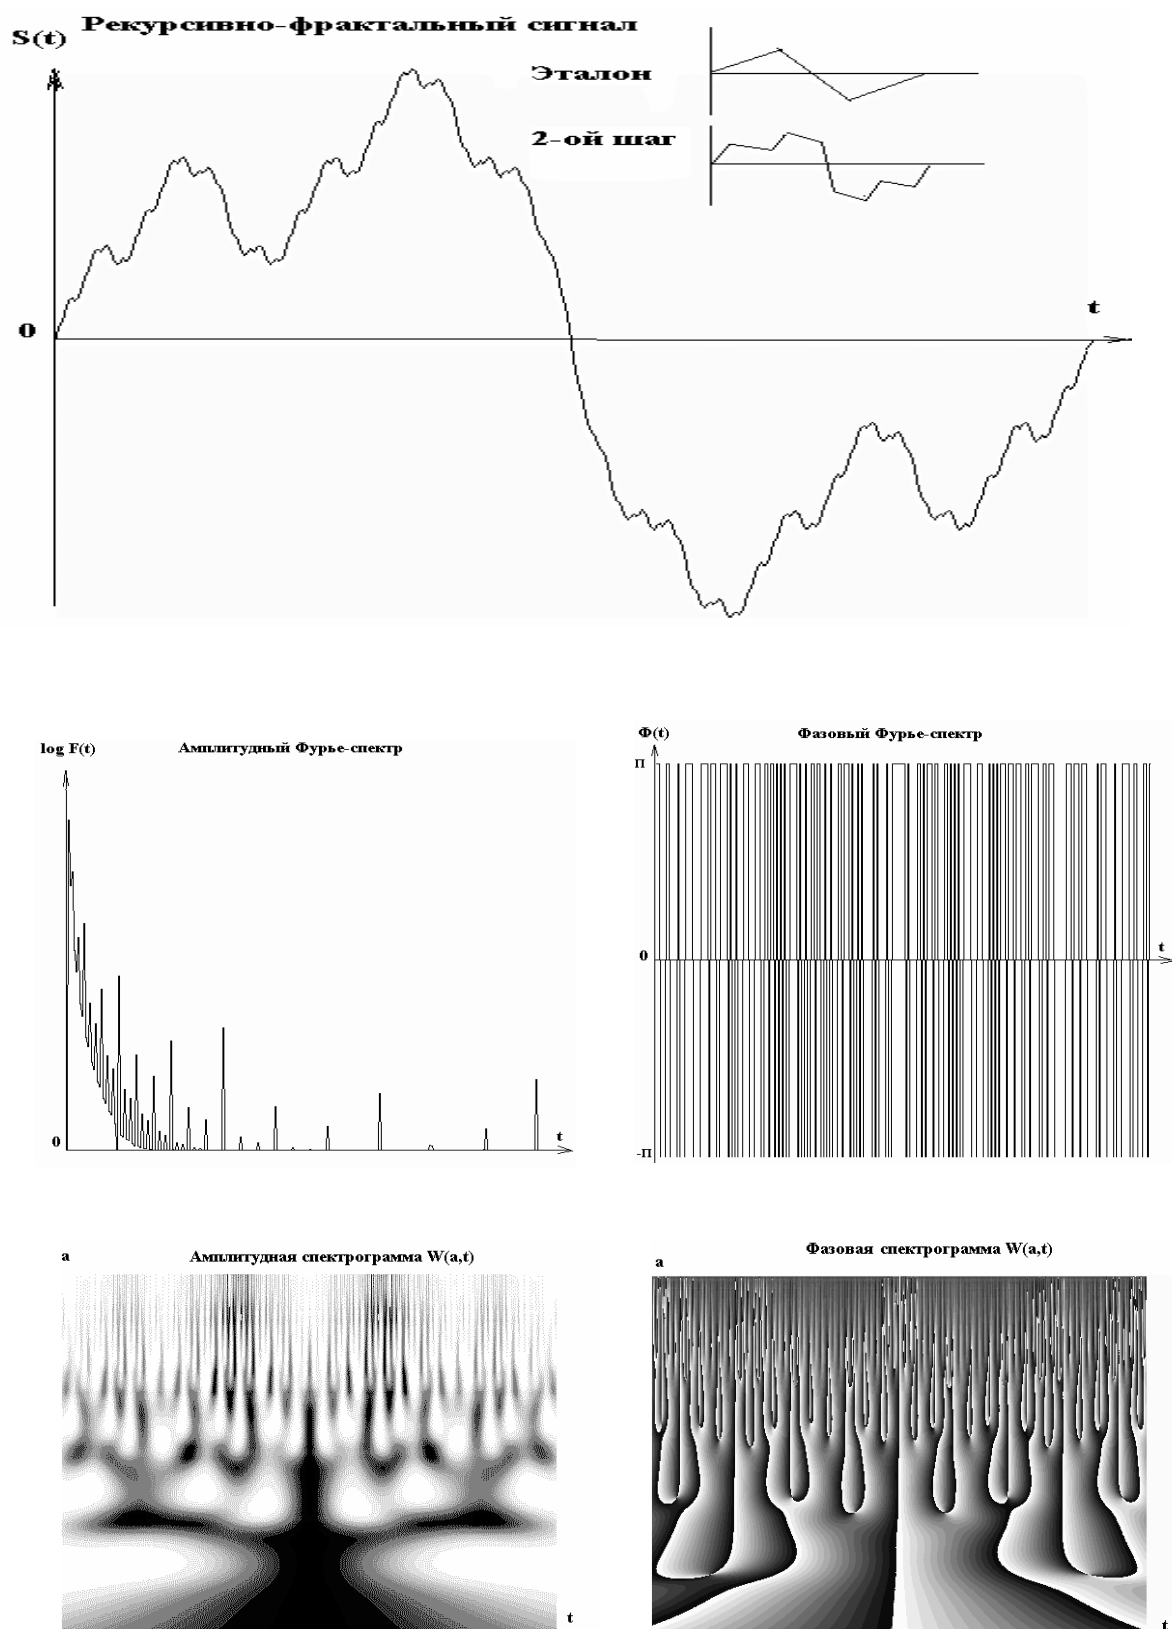 Рекурсивно-фрактальный сигнал
S(t)
Эталон
2-ой шаг
t
0
log F(t)
Амплитудный Фурье-спектр
0
t
Ф(t)
Фазовый Фурье-спектр
П
0
t
-П
a
Амплитудная спектрограмма W(a,t)
t
Фазовая спектрограмма W(a,t)
a
t